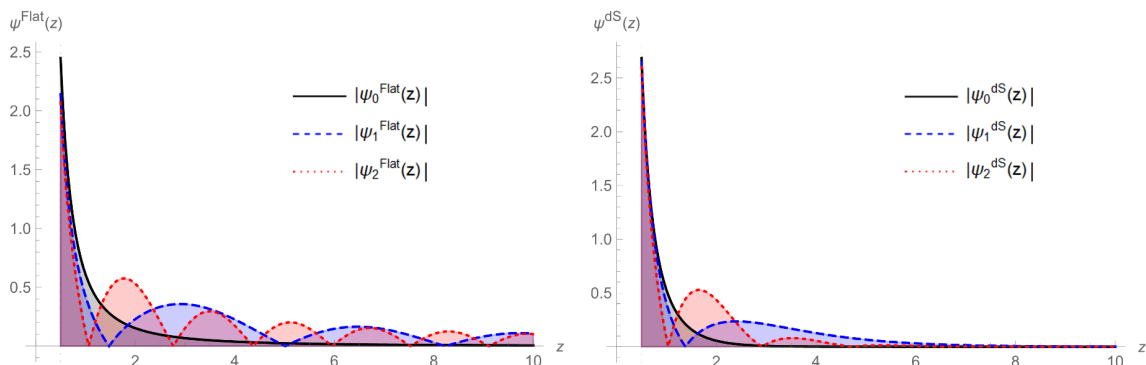 ψ^Flat(z)
2.5
2.0
1.5
1.0
0.5
2
4
6
8
10
z
|ψ₀^Flat(z)|
|ψ₁^Flat(z)|
|ψ₂^Flat(z)|
ψ^dS(z)
2.5
2.0
1.5
1.0
0.5
2
4
6
8
10
z
|ψ₀^dS(z)|
|ψ₁^dS(z)|
|ψ₂^dS(z)|